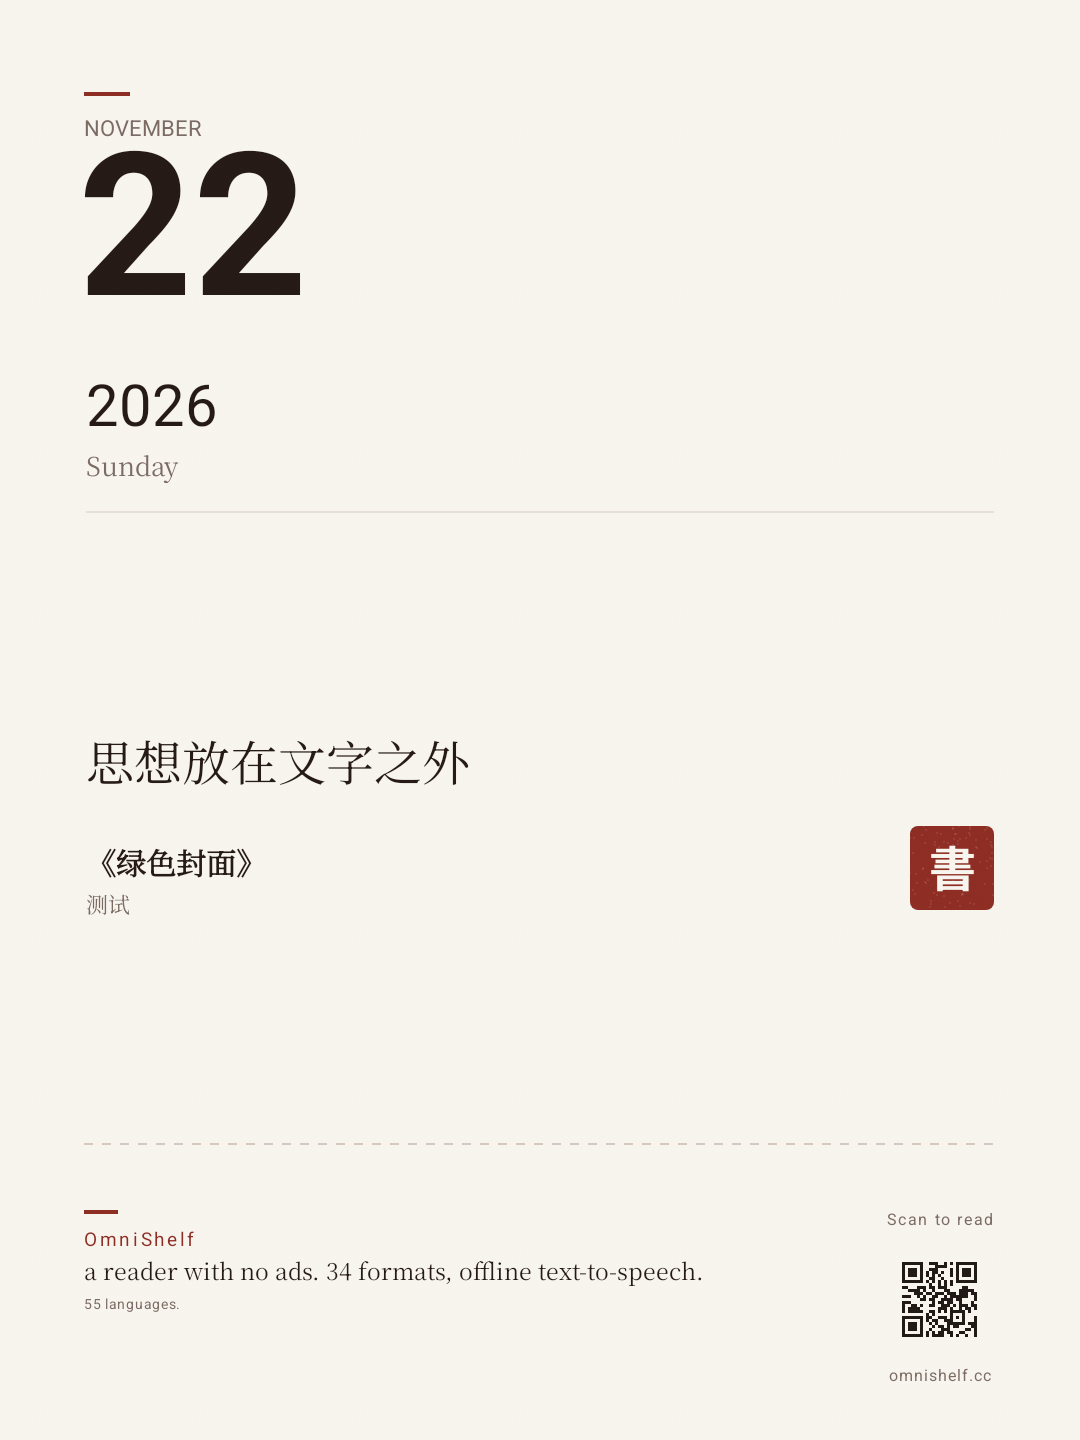 NOVEMBER
22
2026
Sunday
思想放在文字之外
《绿色封面》
测试
書
OmniShelf
a reader with no ads. 34 formats, offline text-to-speech.
55 languages.
Scan to read
omnishelf.cc